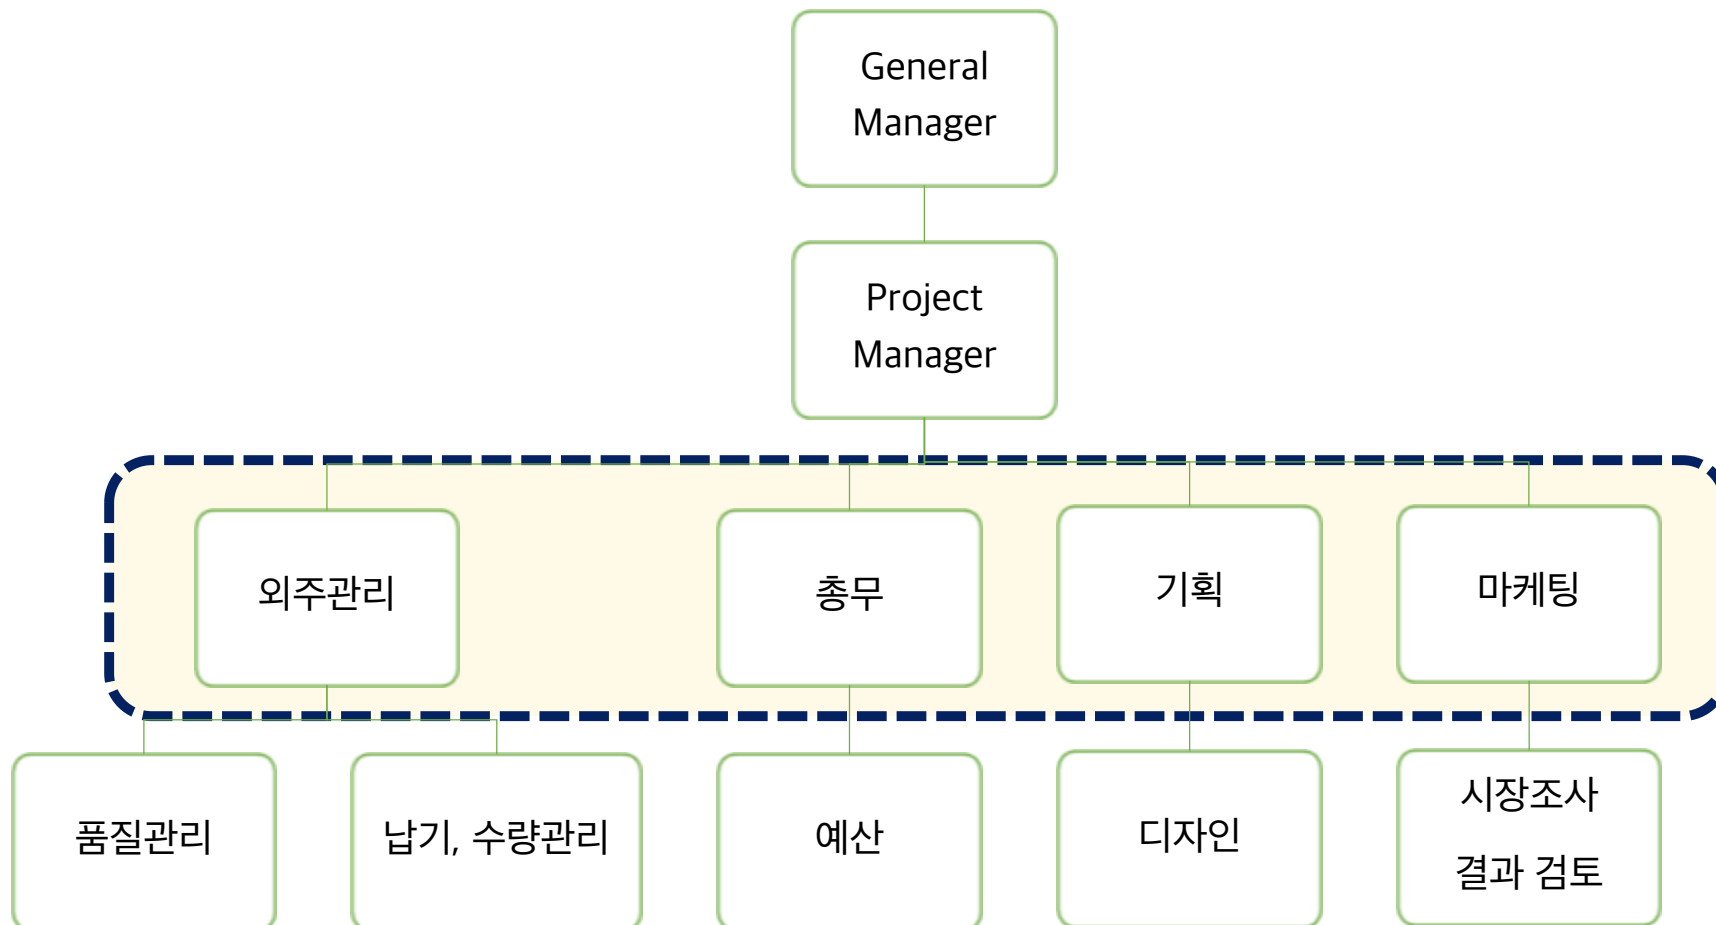 General
Manager
Project
Manager
외주관리
총무
기획
마케팅
품질관리
납기, 수량관리
예산
디자인
시장조사
결과 검토